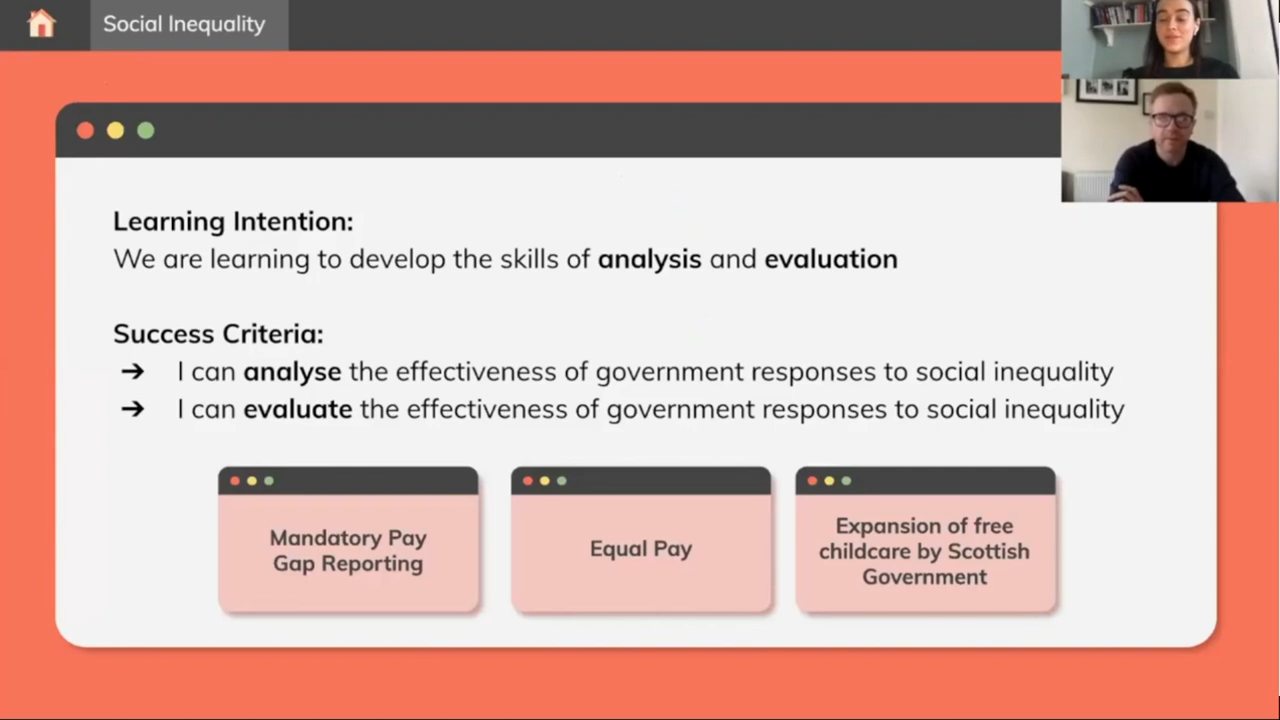 Social Inequality
Learning Intention:
We are learning to develop the skills of analysis and evaluation
Success Criteria:
➔ I can analyse the effectiveness of government responses to social inequality
➔ I can evaluate the effectiveness of government responses to social inequality
Mandatory Pay
Gap Reporting
Equal Pay
Expansion of free
childcare by Scottish
Government